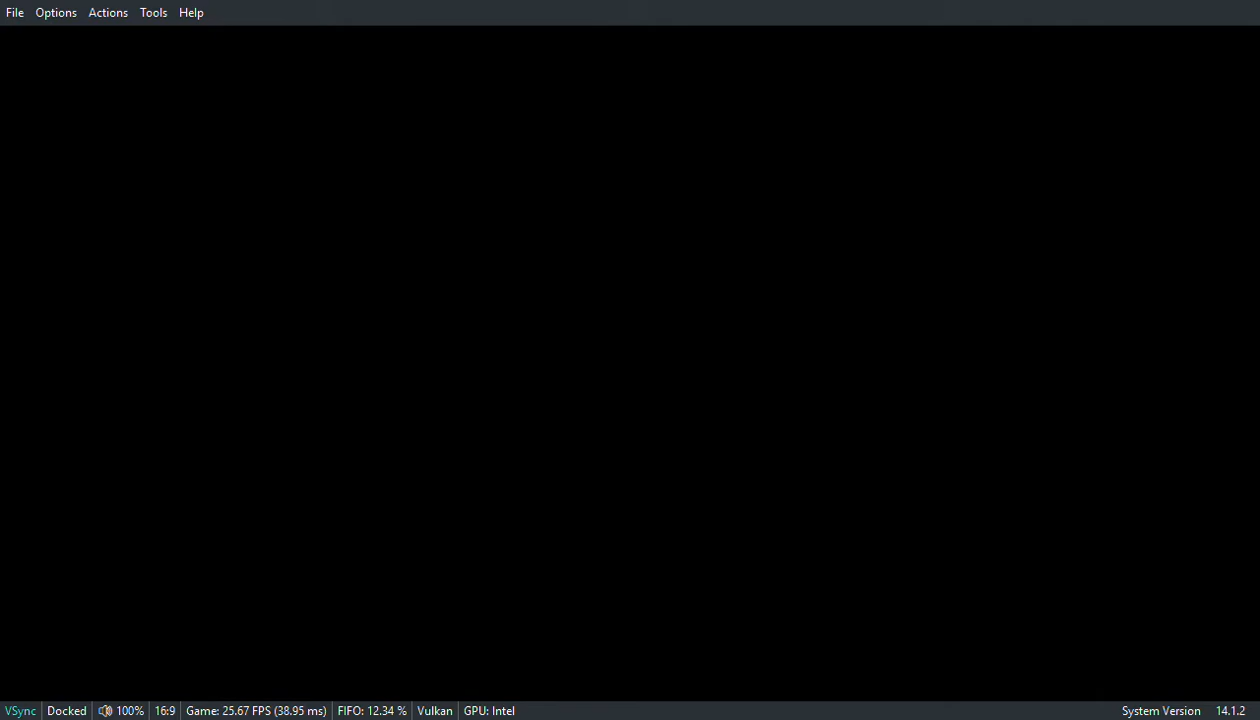 File Options Actions Tools Help
VSync Docked 100% 16:9 Game: 25.67 FPS (38.95 ms) FIFO: 12.34 % Vulkan GPU: Intel System Version 14.1.2